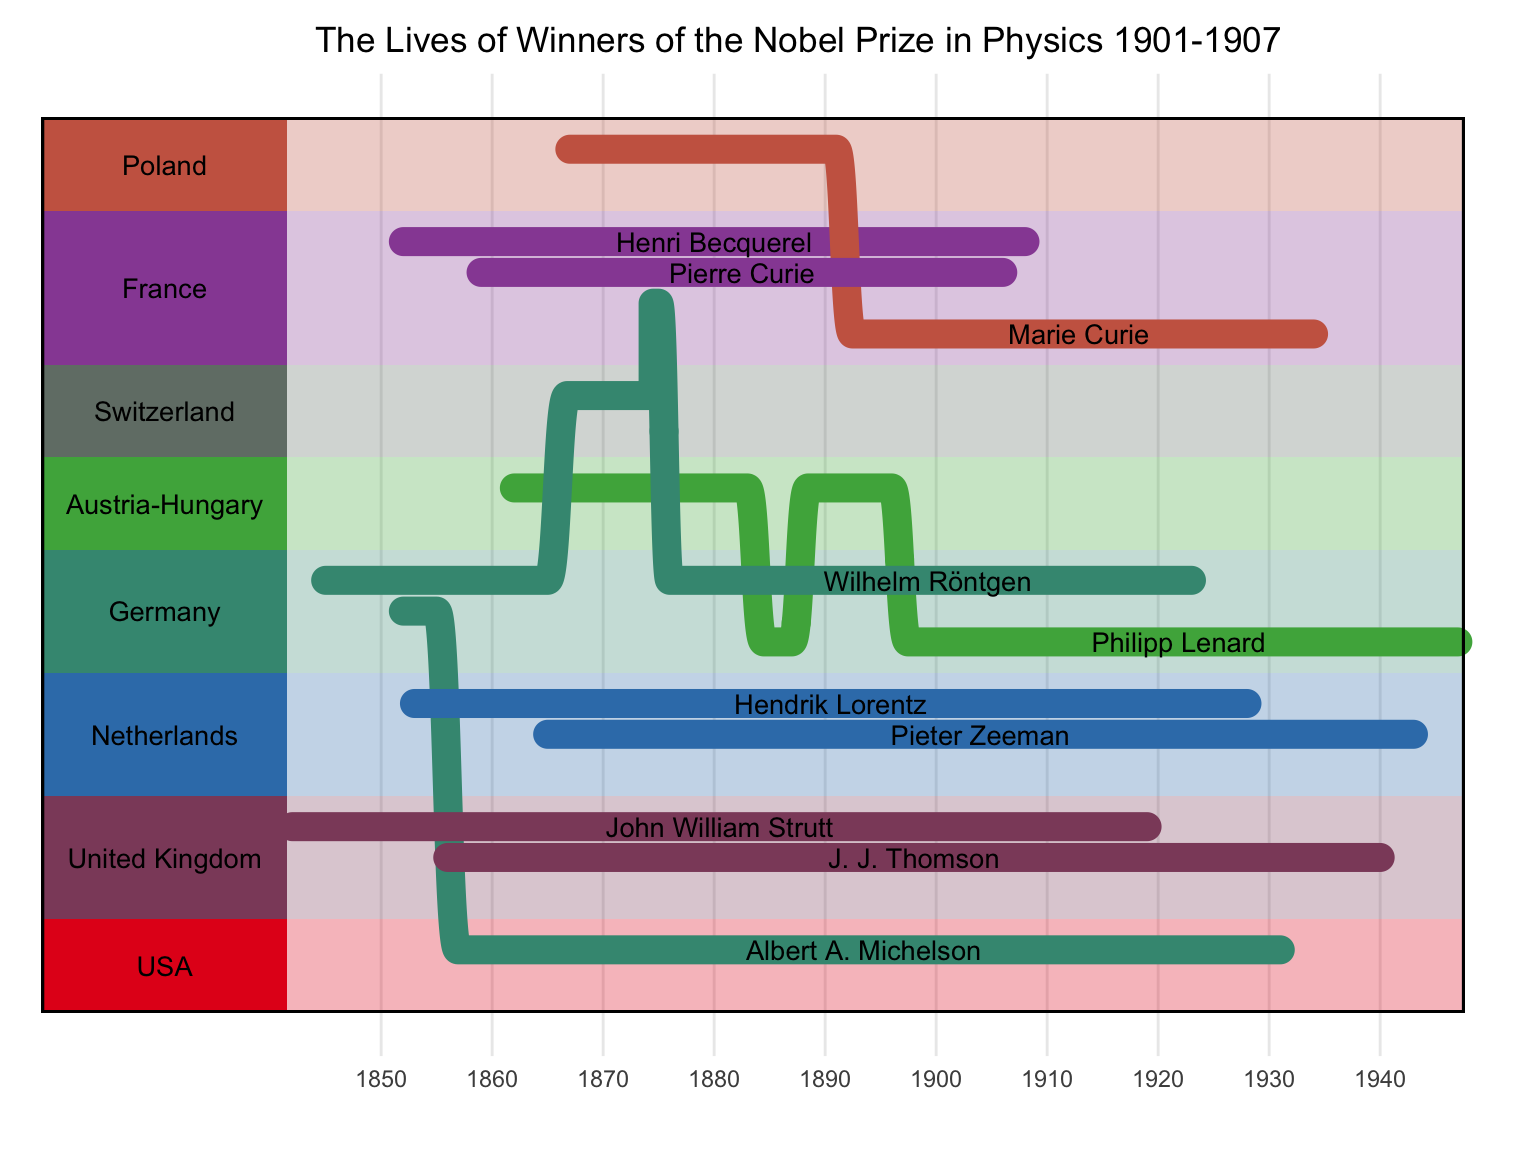 The Lives of Winners of the Nobel Prize in Physics 1901-1907
Poland
Henri Becquerel
Pierre Curie
France
Marie Curie
Switzerland
Austria-Hungary
Wilhelm Röntgen
Germany
Philipp Lenard
Hendrik Lorentz
Netherlands
Pieter Zeeman
John William Strutt
United Kingdom
J. J. Thomson
Albert A. Michelson
USA
1850 1860 1870 1880 1890 1900 1910 1920 1930 1940